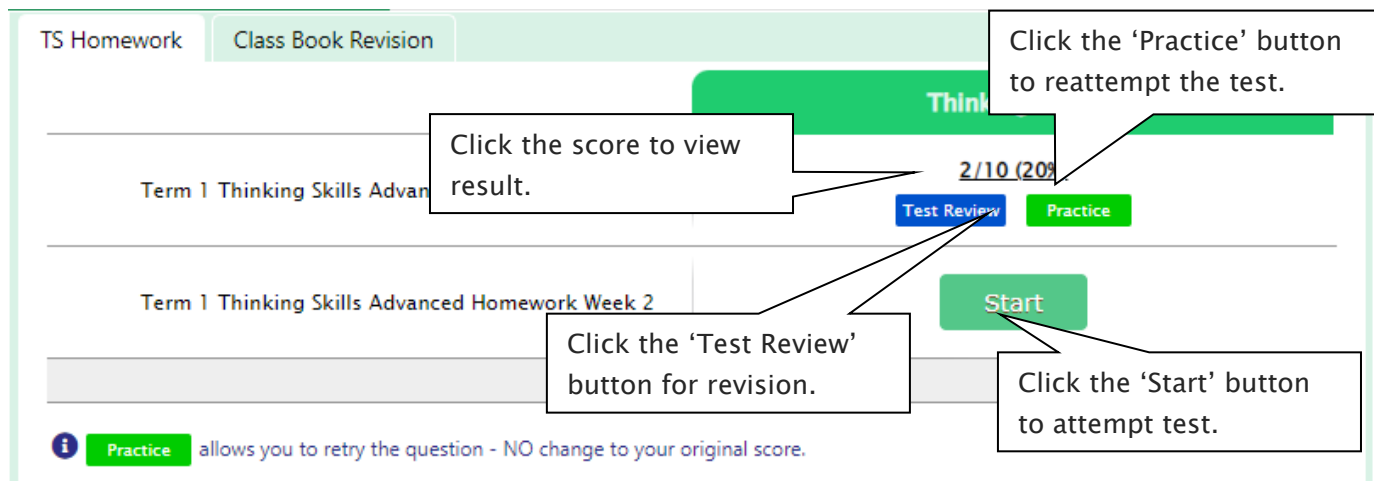 TS Homework
Class Book Revision
Click the ‘Practice’ button
to reattempt the test.
Click the score to view
result.
2/10 (20%
Term 1 Thinking Skills
Test Review
Practice
Term 1 Thinking Skills Advanced Homework Week 2
Start
Click the ‘Test Review’
button for revision.
Click the ‘Start’ button
to attempt test.
Practice allows you to retry the question - NO change to your original score.